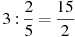 3 : 2/5 = 15/2